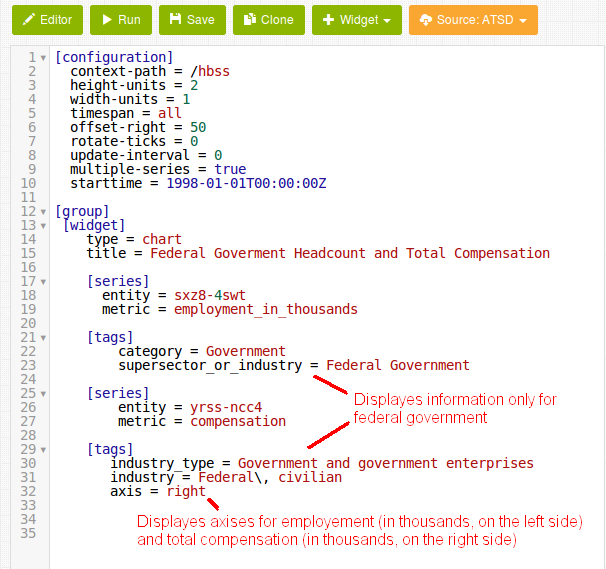 Editor Run Save Clone Widget Source: ATSD
1 [configuration]
2 context-path = /hbss
3 height-units = 2
4 width-units = 1
5 timespan = all
6 offset-right = 50
7 rotate-ticks = 0
8 update-interval = 0
9 multiple-series = true
10 starttime = 1998-01-01T00:00:00Z
11
12 [group]
13 [widget]
14 type = chart
15 title = Federal Goverment Headcount and Total Compensation
16
17 [series]
18 entity = sxz8-4swt
19 metric = employment_in_thousands
20
21 [tags]
22 category = Government
23 supersector_or_industry = Federal Government
24
25 [series]
26 entity = yrss-ncc4
27 metric = compensation
28
29 [tags]
30 industry_type = Government and government enterprises
31 industry = Federal\, civilian
32 axis = right
33
34
35
Displayes information only for
federal government
Displayes axises for employement (in thousands, on the left side)
and total compensation (in thousands, on the right side)